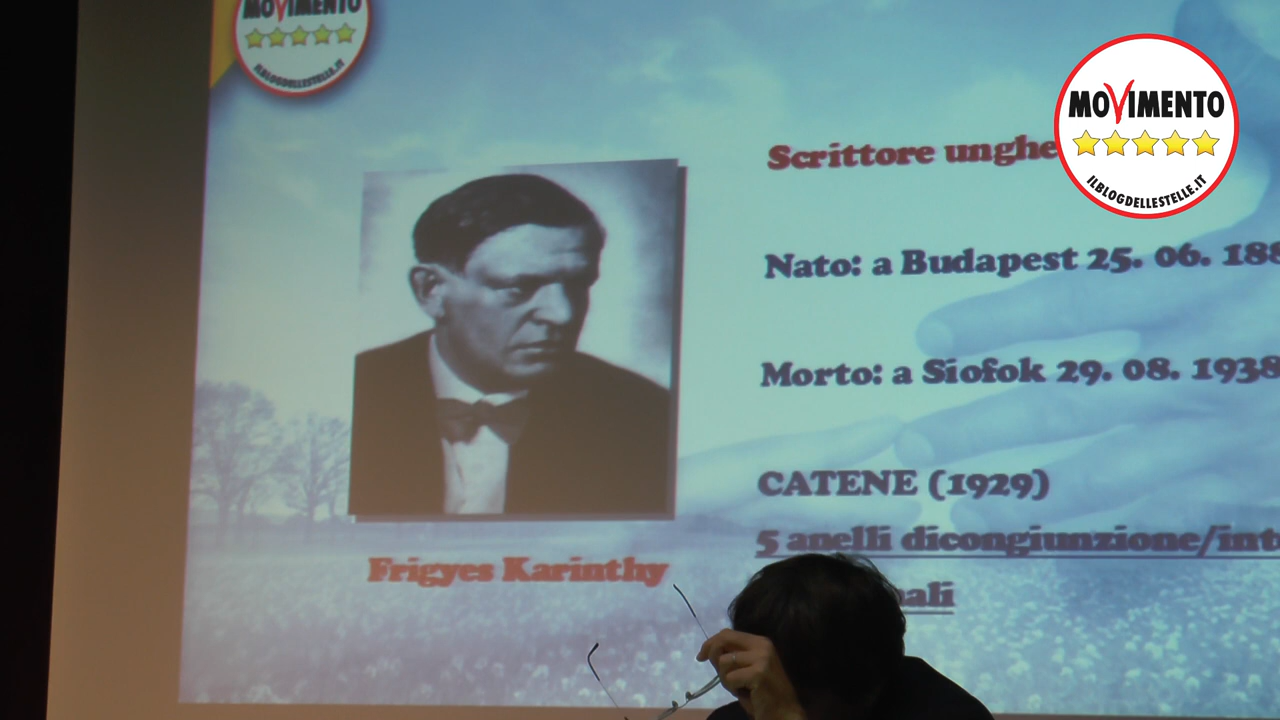 MOVIMENTO
ILBLOGDELLESTELLE.IT
MOVIMENTO
ILBLOGDELLESTELLE.IT
Scrittore unghe
Nato: a Budapest 25. 06. 188
Morto: a Siofok 29. 08. 1938
CATENE (1929)
5 anelli dicongiunzione/int
Frigyes Karinthy